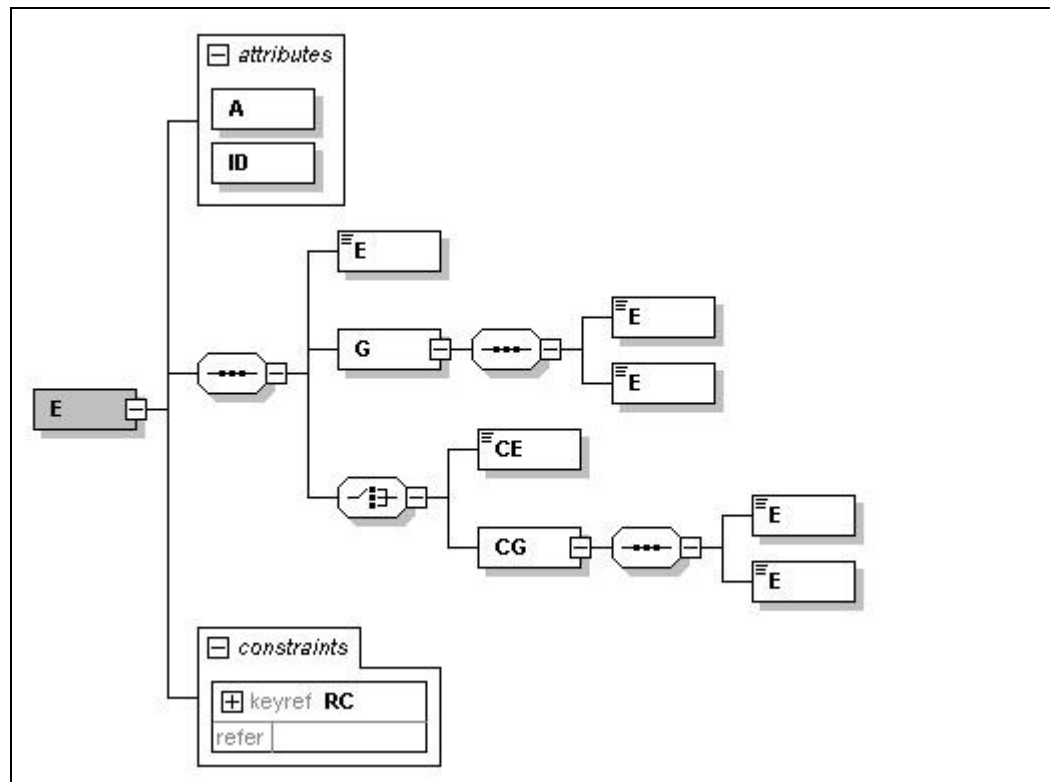 attributes
A
ID
E
G
E
E
E
CE
CG
E
E
constraints
keyref RC
refer